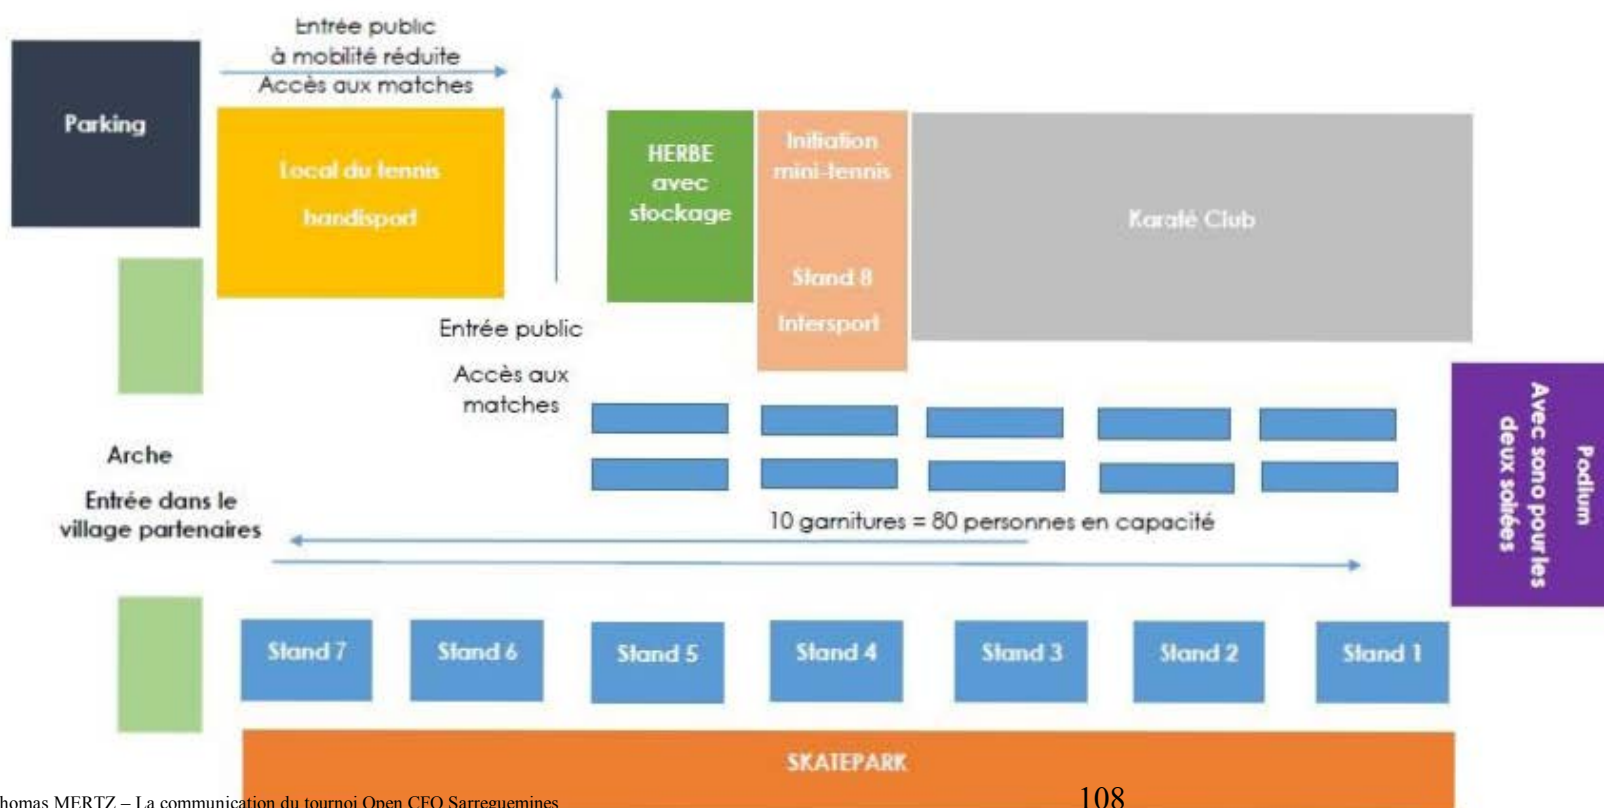 Entrée public
à mobilité réduite
Accès aux matches
Parking
Local du tennis
handisport
HERBE
avec
stockage
Initiation
mini-tennis
Stand 8
Intersport
Karaté Club
Entrée public
Accès aux
matches
Arche
Entrée dans le
village partenaires
10 garnitures = 80 personnes en capacité
Podium
Avec sono pour les
deux soirées
Stand 7
Stand 6
Stand 5
Stand 4
Stand 3
Stand 2
Stand 1
SKATEPARK
homas MERTZ – La communication du tournoi Open CFO Sarreguemines
108